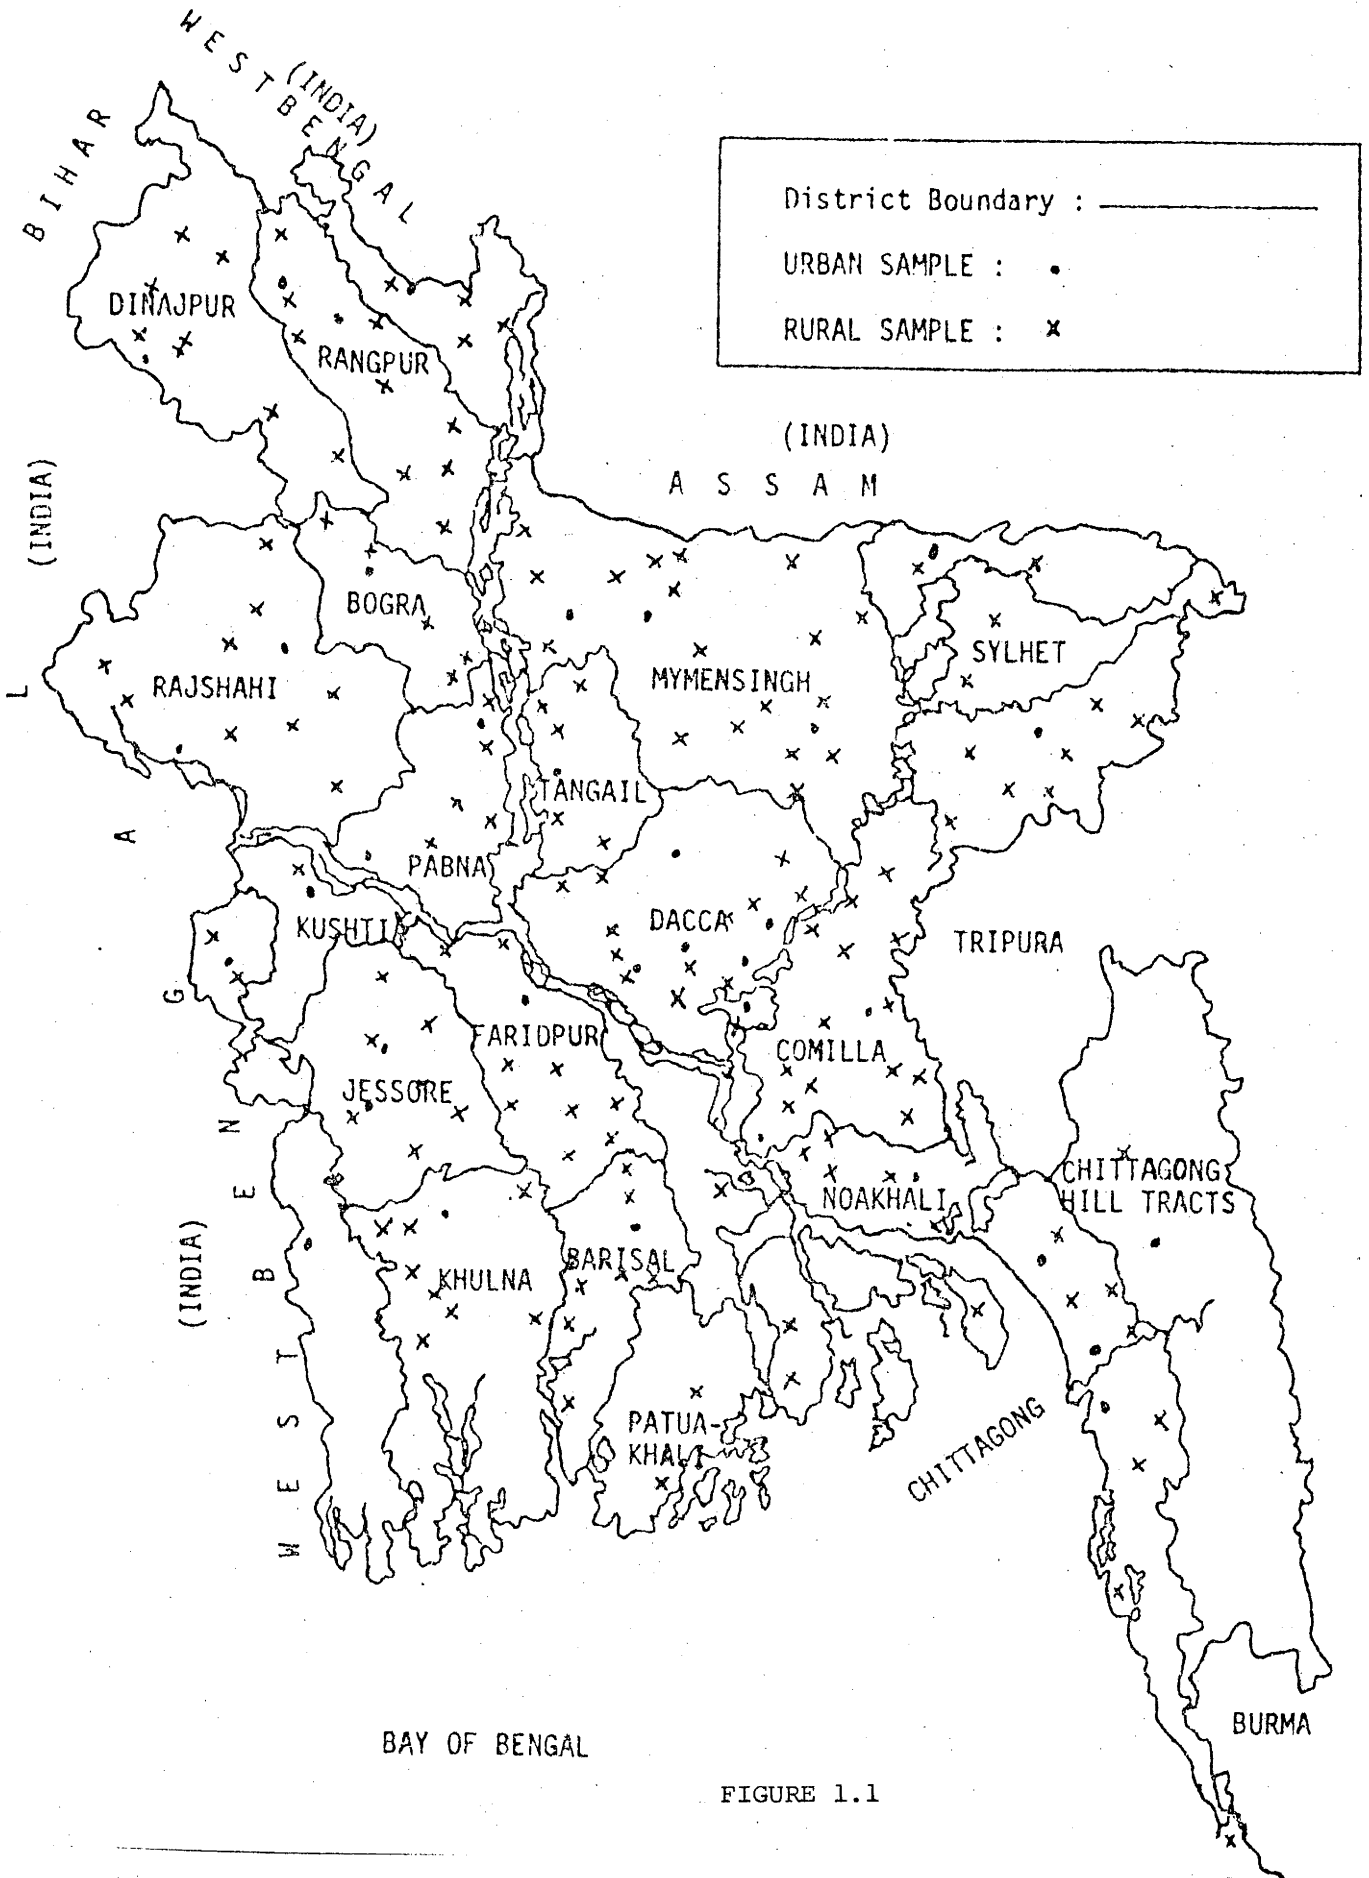 WEST BENGAL
(INDIA)
BIHAR
District Boundary :
URBAN SAMPLE :
RURAL SAMPLE :
DINAJPUR
RANGPUR
(INDIA)
ASSAM
(INDIA)
BOGRA
SYLHET
RAJSHAHI
MYMENSINGH
TANGAIL
PABNA
KUSHTIA
DACCA
TRIPURA
FARIDPUR
COMILLA
JESSORE
CHITTAGONG
HILL TRACTS
NOAKHALI
BARISAL
KHULNA
(INDIA)
WEST BENGAL
PATUA-
KHALI
CHITTAGONG
BURMA
BAY OF BENGAL
FIGURE 1.1